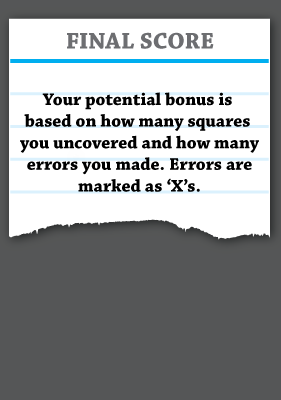 FINAL SCORE
Your potential bonus is
based on how many squares
you uncovered and how many
errors you made. Errors are
marked as ‘X’s.